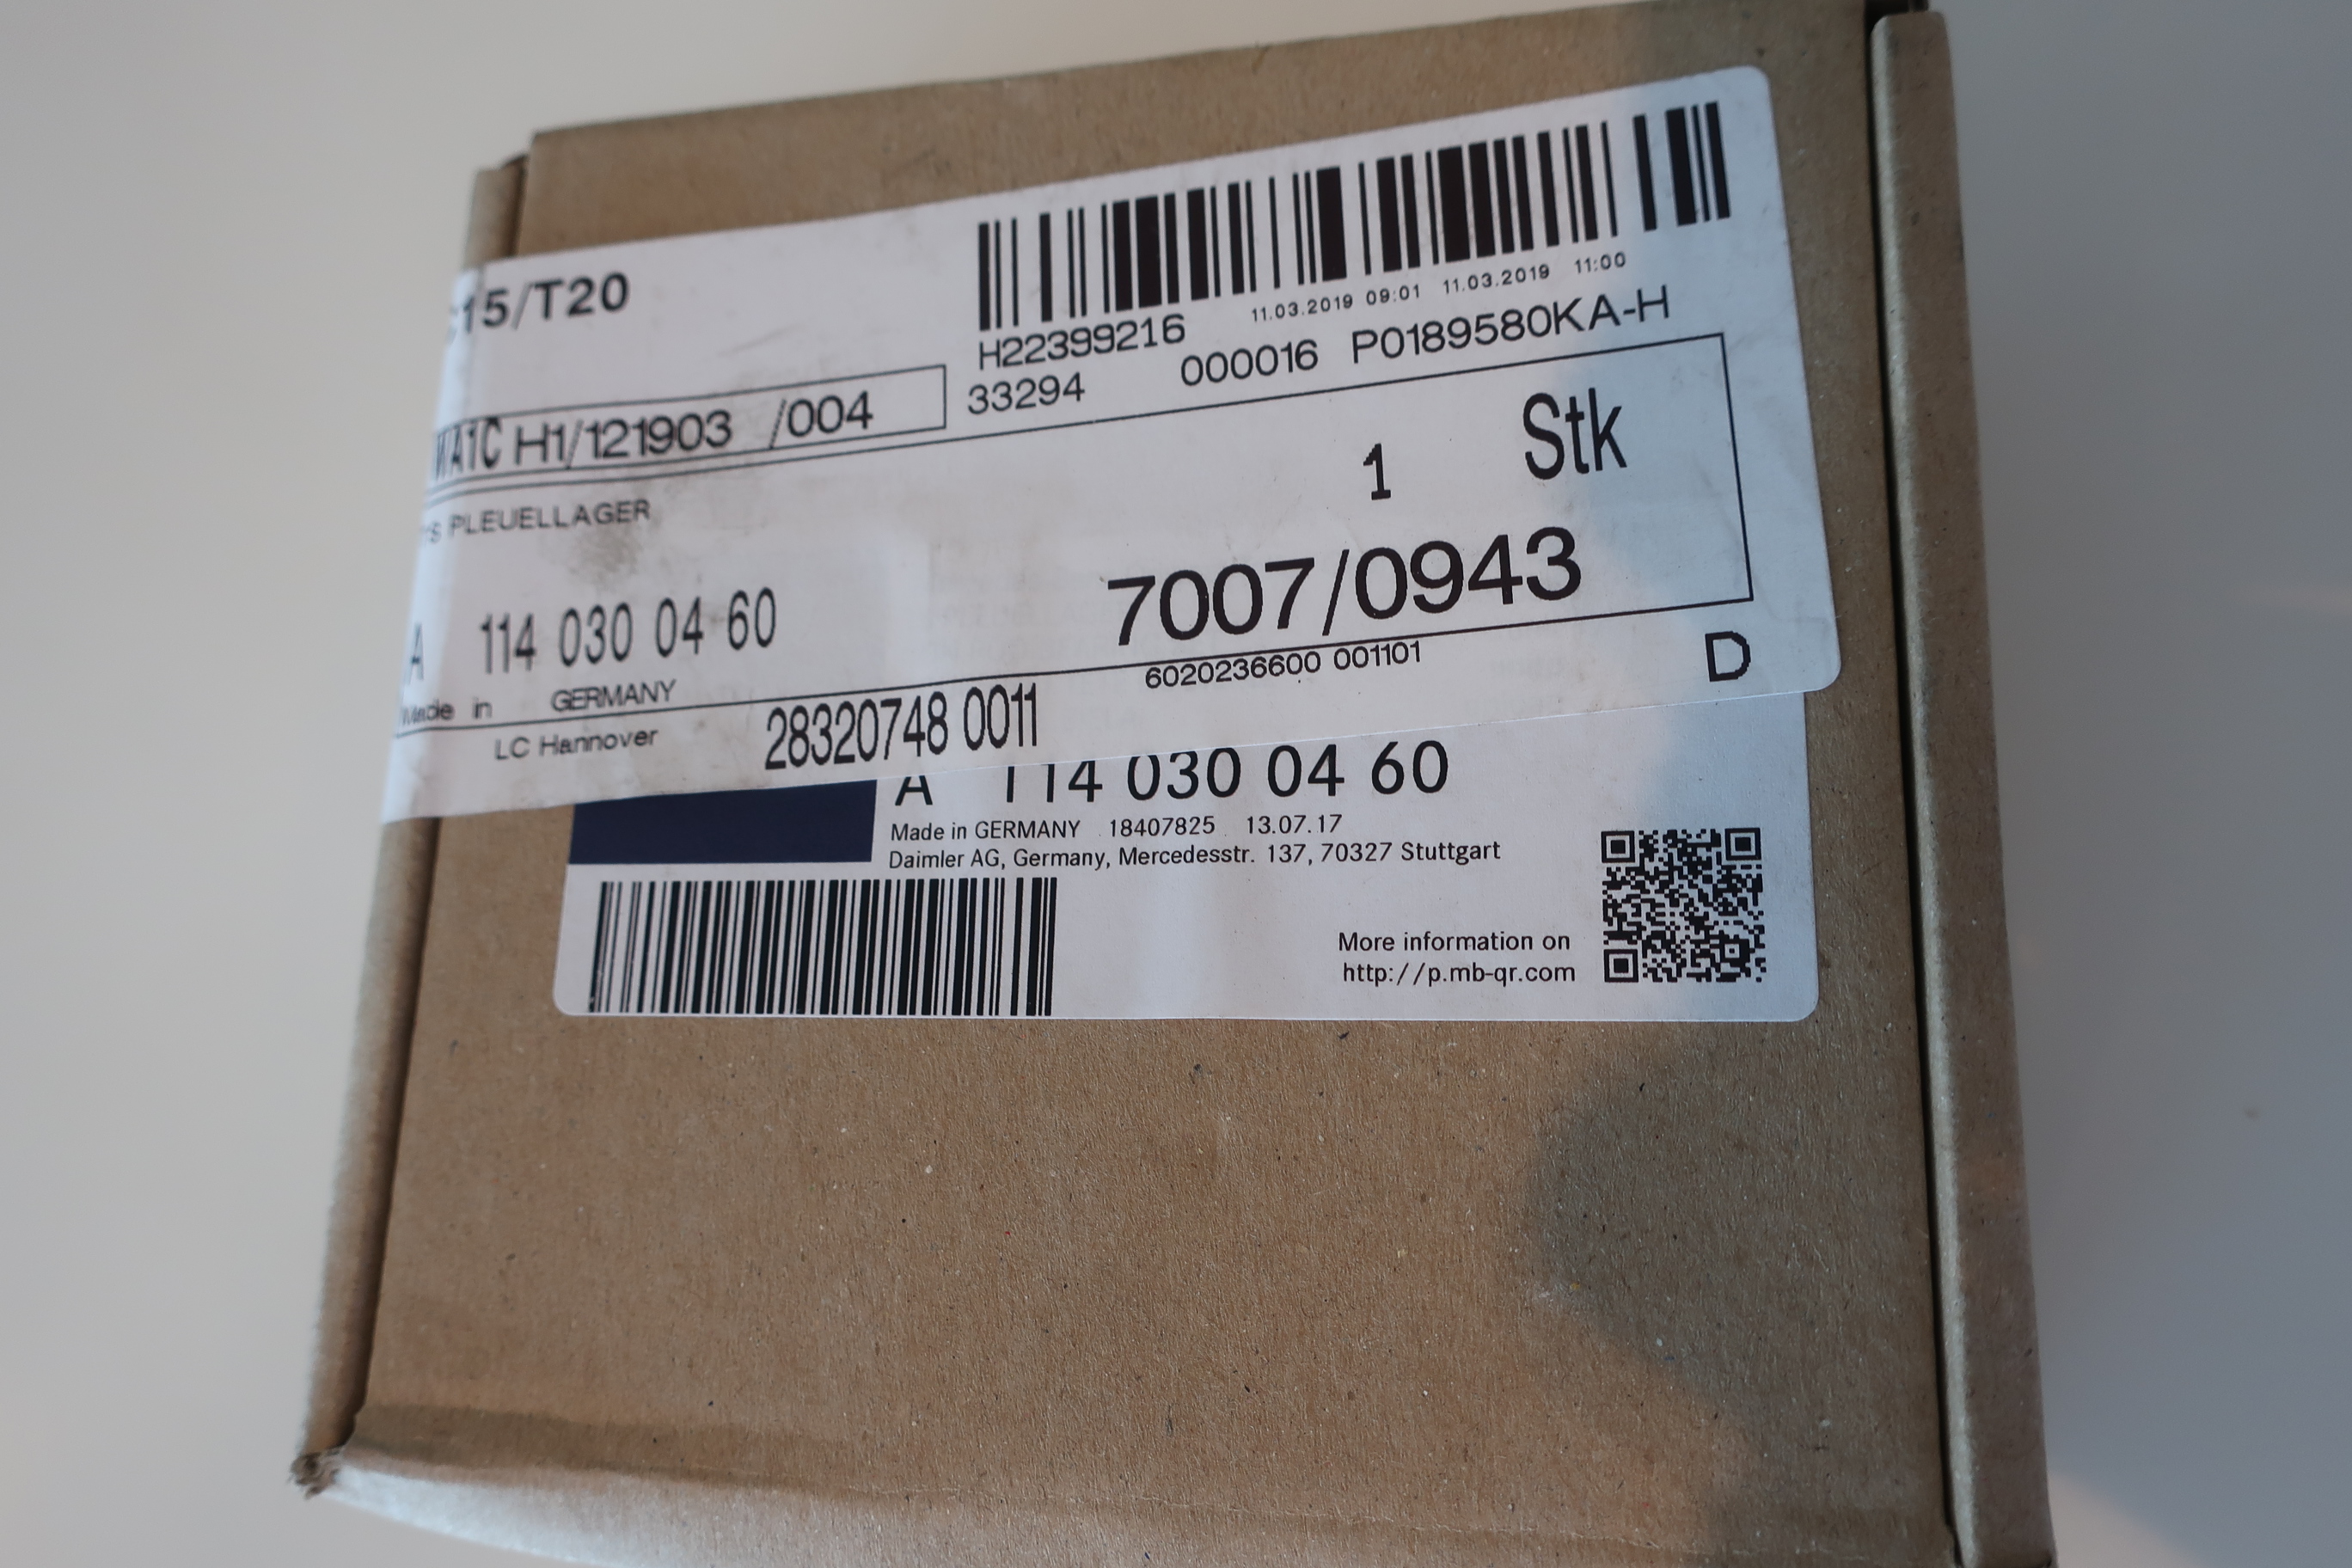 15/T20
H22399216
11.03.2019 09:01 11.03.2019 11:00
33294 000016 P0189580KA-H
WA1C H1/121903 /004
1 Stk
PLEUELLAGER
7007/0943
A 114 030 04 60
Made in GERMANY
6020236600 001101
D
LC Hannover
28320748 0011
A 114 030 04 60
Made in GERMANY 18407825 13.07.17
Daimler AG, Germany, Mercedesstr. 137, 70327 Stuttgart
More information on
http://p.mb-qr.com